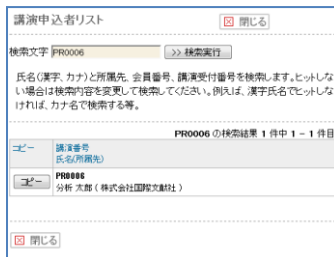 講演申込者リスト
閉じる
検索文字 PR0006 >> 検索実行
氏名(漢字、カナ)と所属先、会員番号、講演受付番号を検索します。ヒットしな
い場合は検索内容を変更して検索してください。例えば、漢字氏名でヒットしな
ければ、カナ名で検索する等。
PR0006 の検索結果 1 件中 1 - 1 件目
コピー 講演番号
氏名(所属先)
コピー PR0006
分析 太郎 ( 株式会社国際文献社 )
閉じる